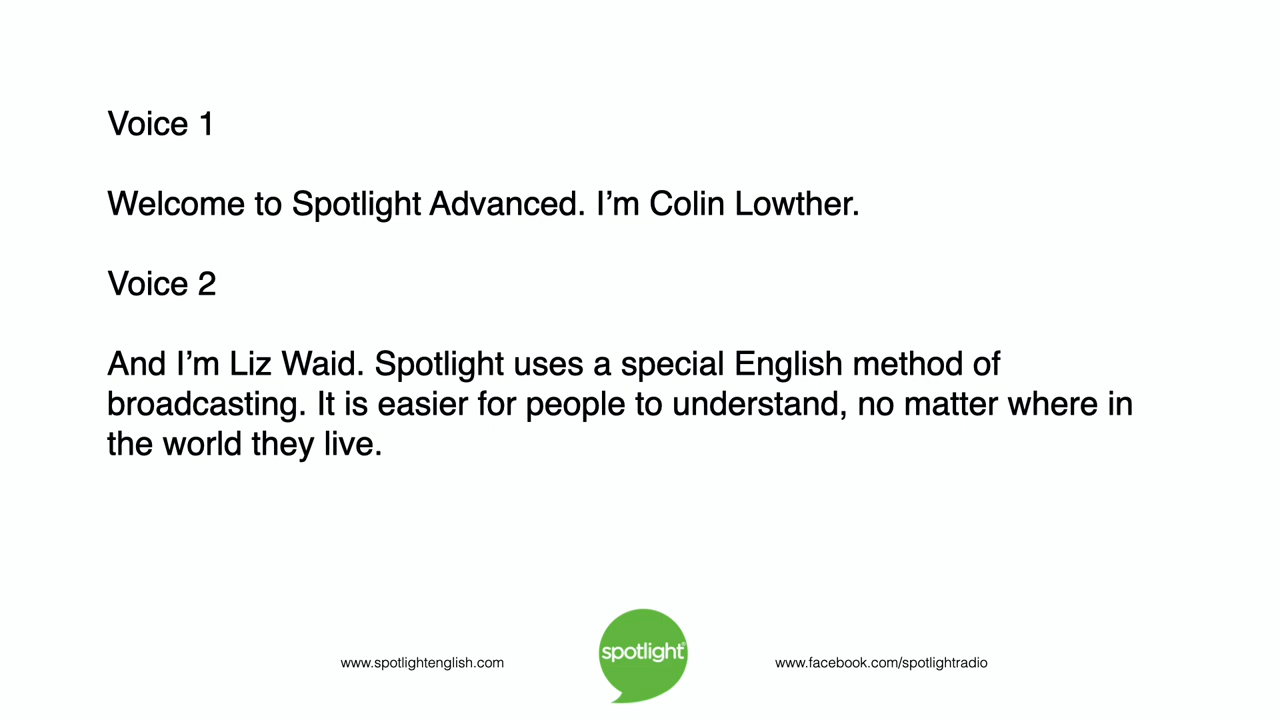 Voice 1
Welcome to Spotlight Advanced. I’m Colin Lowther.
Voice 2
And I’m Liz Waid. Spotlight uses a special English method of
broadcasting. It is easier for people to understand, no matter where in
the world they live.
www.spotlightenglish.com
spotlight®
www.facebook.com/spotlightradio